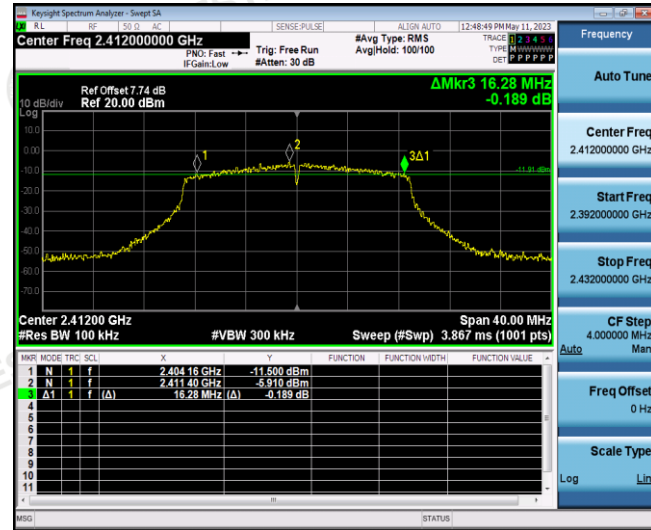 Keysight Spectrum Analyzer - Swept SA
RL RF 50 Ω AC SENSE:PULSE ALIGN AUTO 12:48:49 PM May 11, 2023
Center Freq 2.412000000 GHz
PNO: Fast
IFGain:Low
Trig: Free Run
#Atten: 30 dB
#Avg Type: RMS
Avg|Hold: 100/100
TRACE 1 2 3 4 5 6
TYPE M W W W W W
DET P P P P P P
Ref Offset 7.74 dB
Ref 20.00 dBm
10 dB/div
Log
ΔMkr3 16.28 MHz
-0.189 dB
10.0
0.00
-10.0
-20.0
-30.0
-40.0
-50.0
-60.0
-70.0
1
2
3Δ1
-11.91 dBm
Center 2.41200 GHz Span 40.00 MHz
#Res BW 100 kHz #VBW 300 kHz Sweep (#Swp) 3.867 ms (1001 pts)
MKR MODE TRC SCL X Y FUNCTION FUNCTION WIDTH FUNCTION VALUE
1 N 1 f 2.404 16 GHz -11.500 dBm
2 N 1 f 2.411 40 GHz -5.910 dBm
3 Δ1 1 f (Δ) 16.28 MHz (Δ) -0.189 dB
4
5
6
7
8
9
10
11
MSG STATUS
Frequency
Auto Tune
Center Freq
2.412000000 GHz
Start Freq
2.392000000 GHz
Stop Freq
2.432000000 GHz
CF Step
4.000000 MHz
Auto Man
Freq Offset
0 Hz
Scale Type
Log Lin